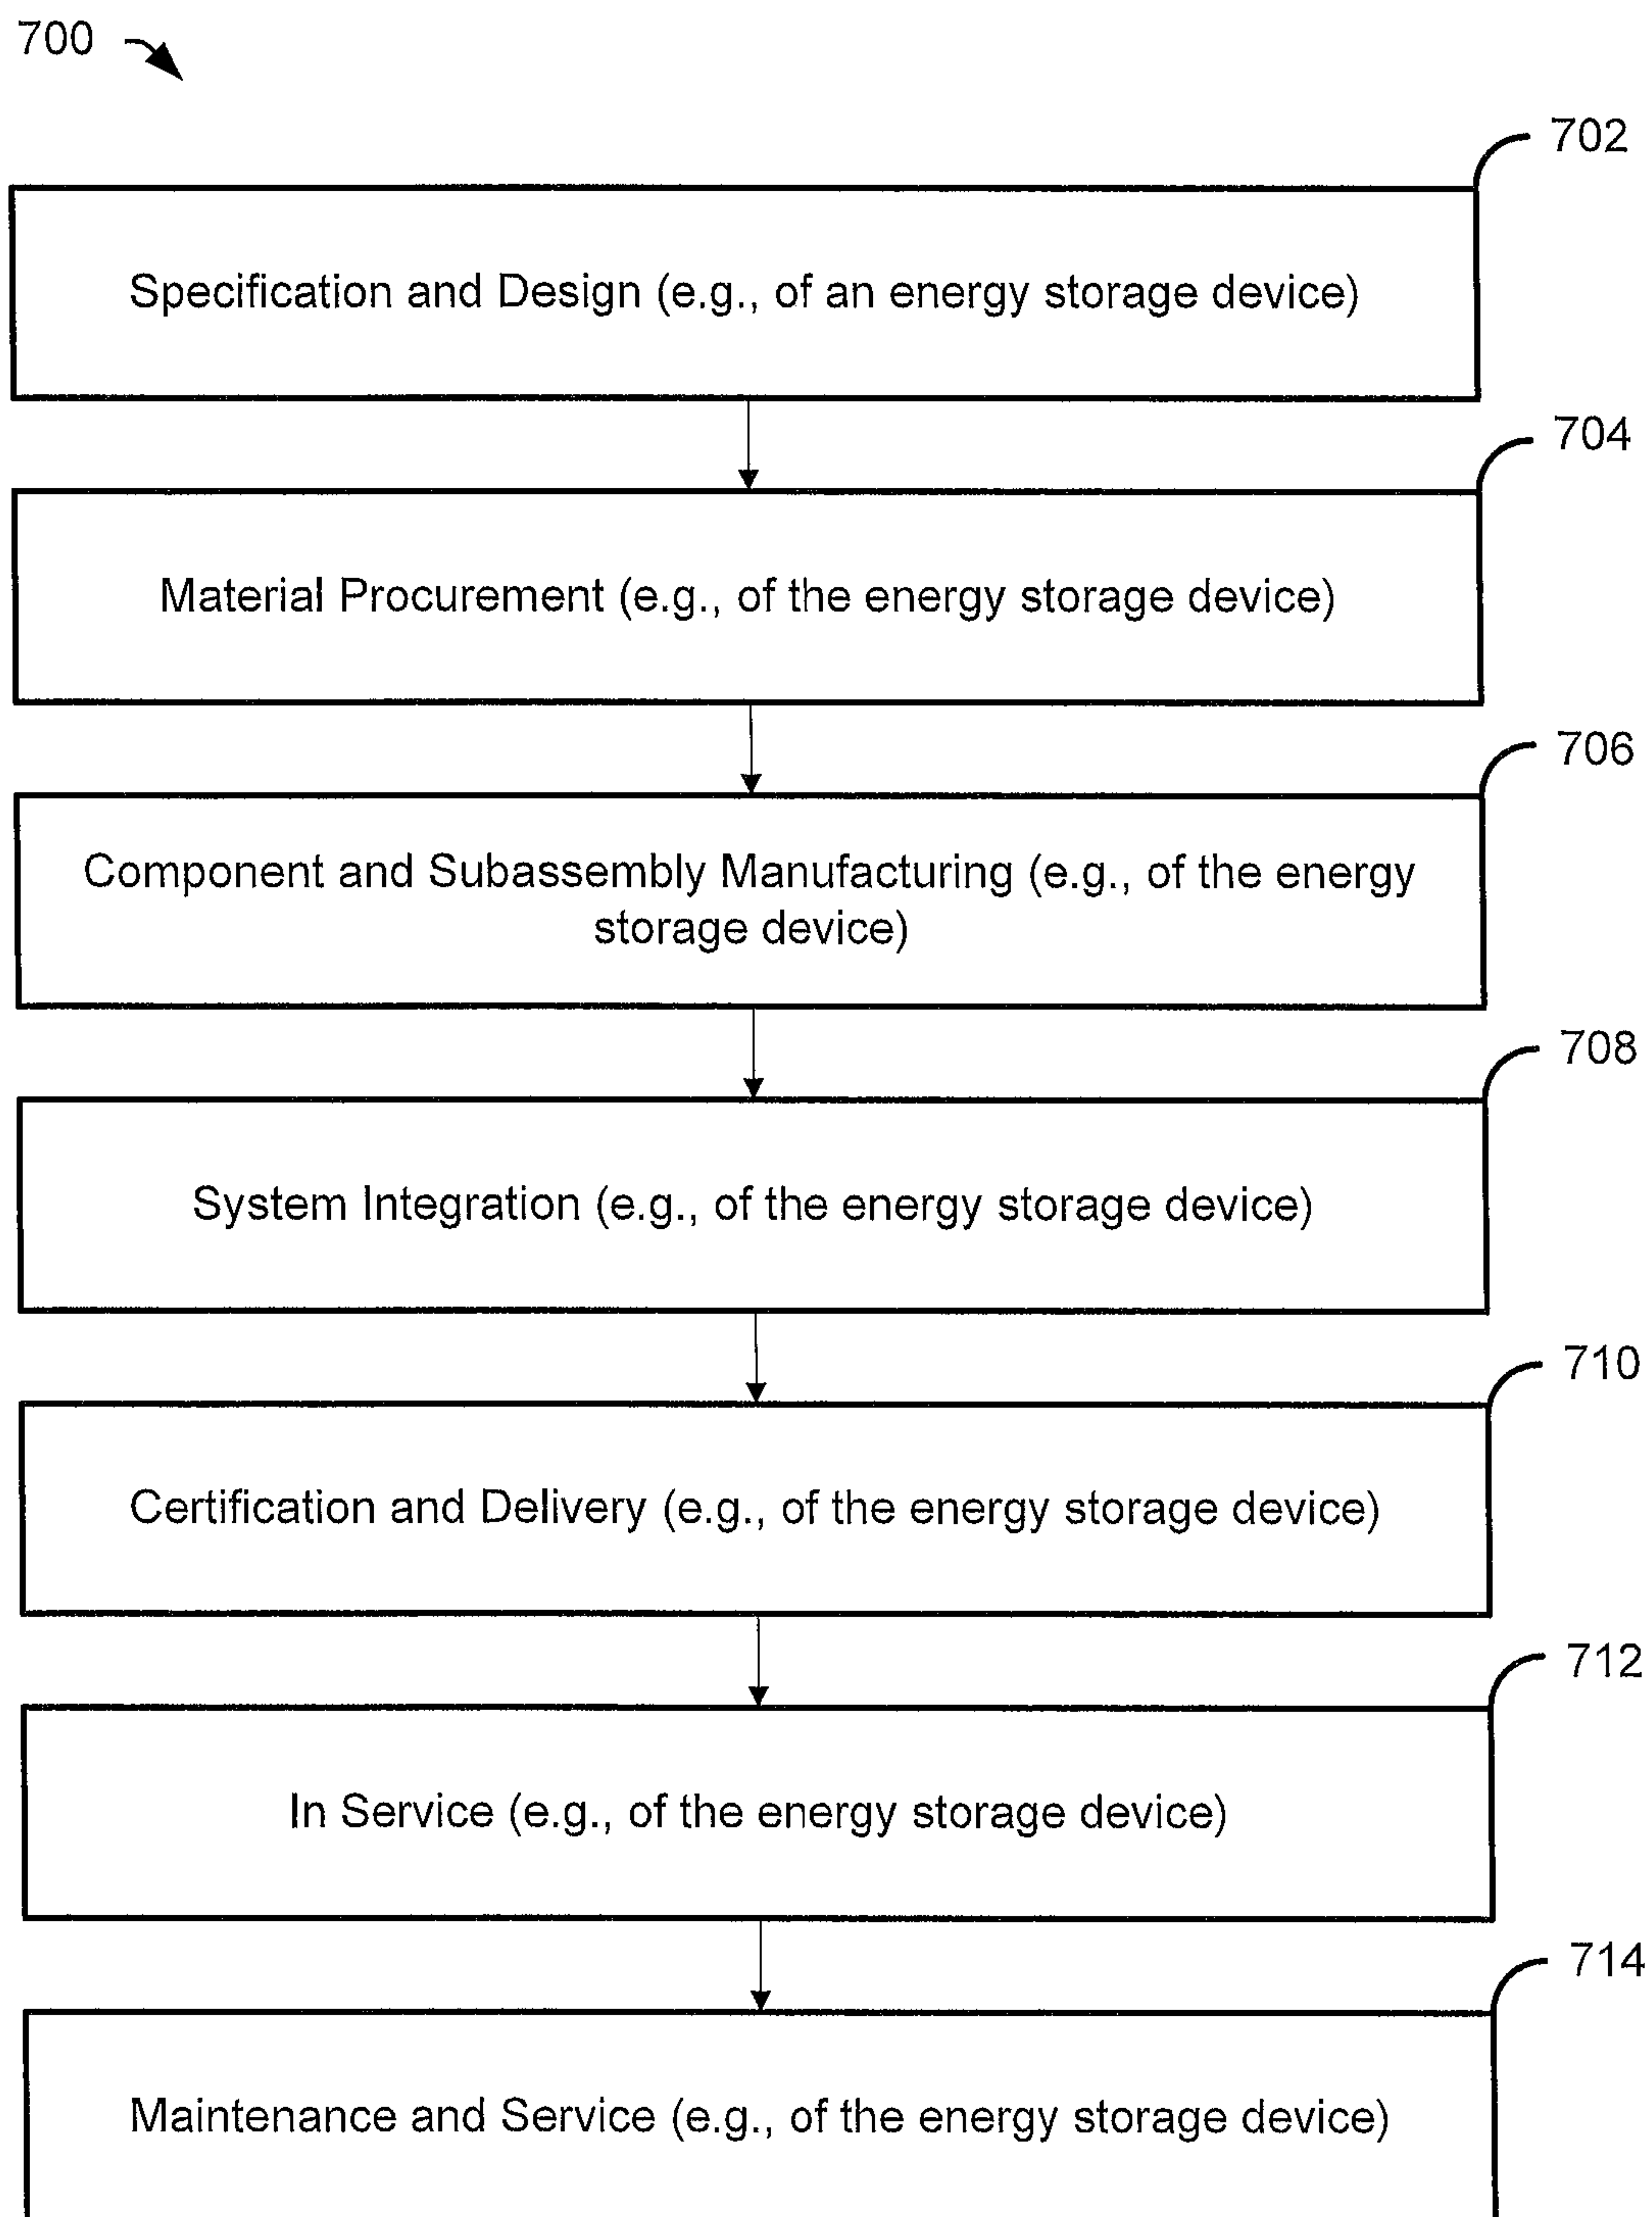 700
702
Specification and Design (e.g., of an energy storage device)
704
Material Procurement (e.g., of the energy storage device)
706
Component and Subassembly Manufacturing (e.g., of the energy
storage device)
708
System Integration (e.g., of the energy storage device)
710
Certification and Delivery (e.g., of the energy storage device)
712
In Service (e.g., of the energy storage device)
714
Maintenance and Service (e.g., of the energy storage device)